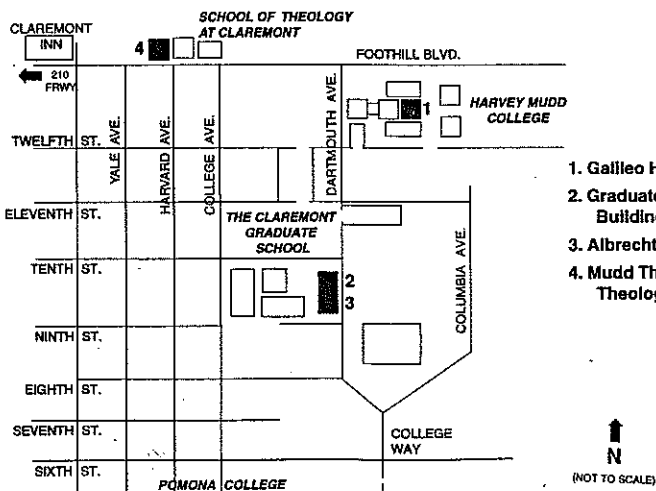 SCHOOL OF THEOLOGY
AT CLAREMONT
CLAREMONT
INN
4
FOOTHILL BLVD.
210
FRWY
1
HARVEY MUDD
COLLEGE
TWELFTH ST.
YALE AVE.
HARVARD AVE.
COLLEGE AVE.
DARTMOUTH AVE.
1. Galileo H
2. Graduate
Buildin
3. Albrecht
4. Mudd Th
Theolog
ELEVENTH ST.
THE CLAREMONT
GRADUATE
SCHOOL
COLUMBIA AVE.
TENTH ST.
2
3
NINTH ST.
EIGHTH ST.
SEVENTH ST.
COLLEGE
WAY
SIXTH ST.
POMONA COLLEGE
N
(NOT TO SCALE)